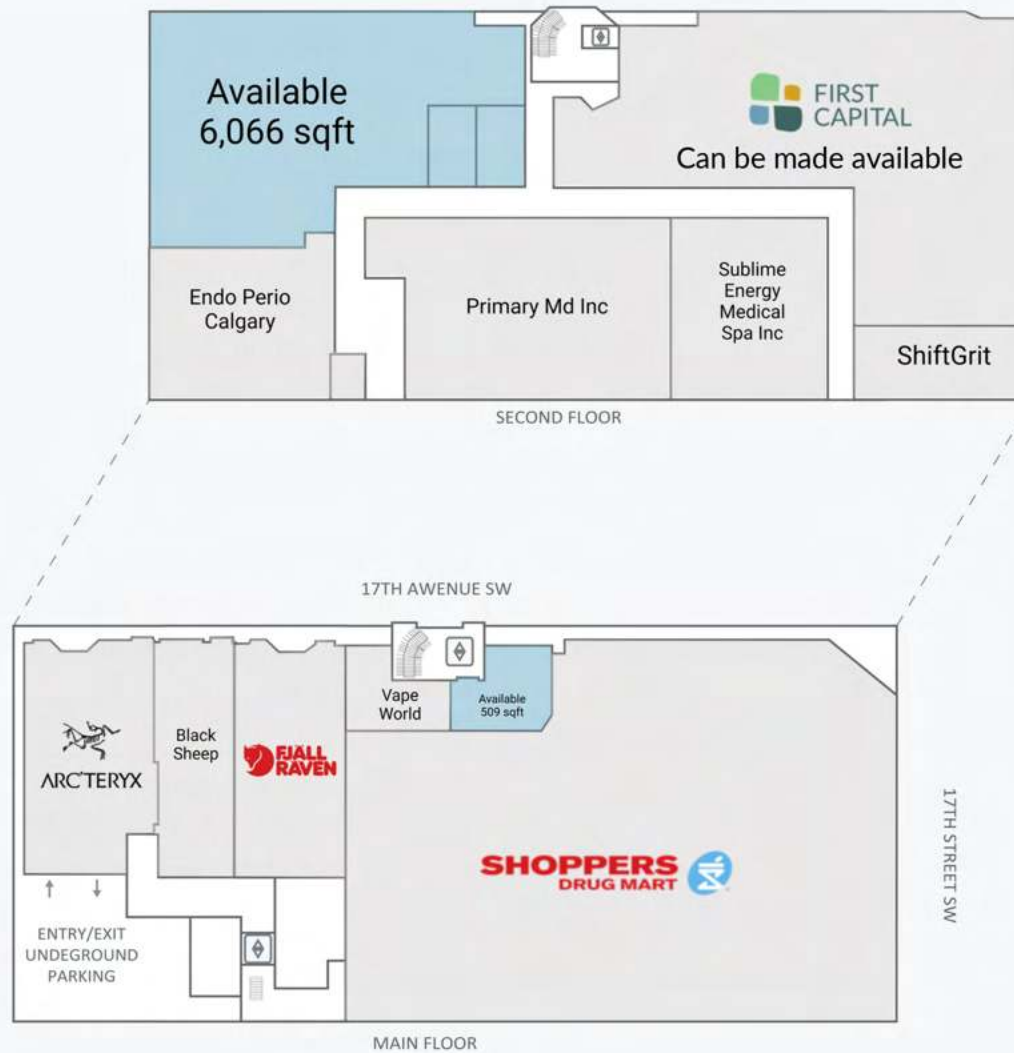 Available
6,066 sqft
FIRST
CAPITAL
Can be made available
Endo Perio
Calgary
Primary Md Inc
Sublime
Energy
Medical
Spa Inc
ShiftGrit
SECOND FLOOR
17TH AWENUE SW
ARC'TERYX
Black
Sheep
FJÄLL
RAVEN
Vape
World
Available
509 sqft
SHOPPERS
DRUG MART
17TH STREET SW
ENTRY/EXIT
UNDEGROUND
PARKING
MAIN FLOOR